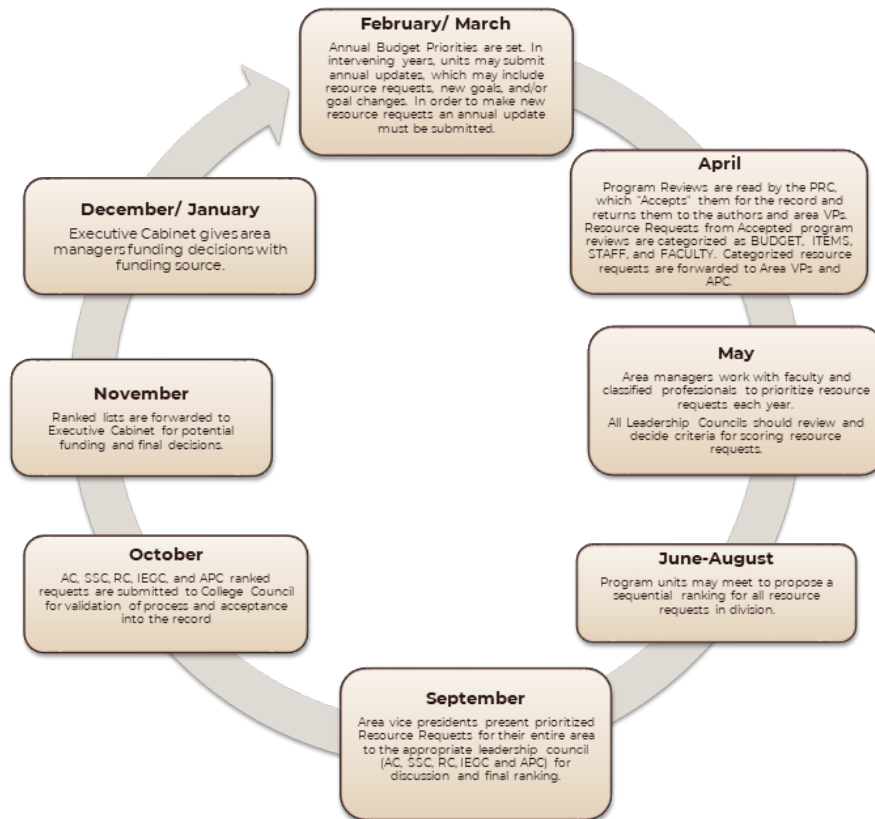 February/ March
Annual Budget Priorities are set. In
intervening years, units may submit
annual updates, which may include
resource requests, new goals, and/or
goal changes. In order to make new
resource requests an annual update
must be submitted.
April
Program Reviews are read by the PRC,
which "Accepts" them for the record and
returns them to the authors and area VPs.
Resource Requests from Accepted program
reviews are categorized as BUDGET, ITEMS,
STAFF, and FACULTY. Categorized resource
requests are forwarded to Area VPs and
APC.
May
Area managers work with faculty and
classified professionals to prioritize resource
requests each year.
All Leadership Councils should review and
decide criteria for scoring resource
requests.
June-August
Program units may meet to propose a
sequential ranking for all resource
requests in division.
September
Area vice presidents present prioritized
Resource Requests for their entire area
to the appropriate leadership council
(AC, SSC, RC, IEGC and APC) for
discussion and final ranking.
October
AC, SSC, RC, IEGC, and APC ranked
requests are submitted to College Council
for validation of process and acceptance
into the record
November
Ranked lists are forwarded to
Executive Cabinet for potential
funding and final decisions.
December/ January
Executive Cabinet gives area
managers funding decisions with
funding source.